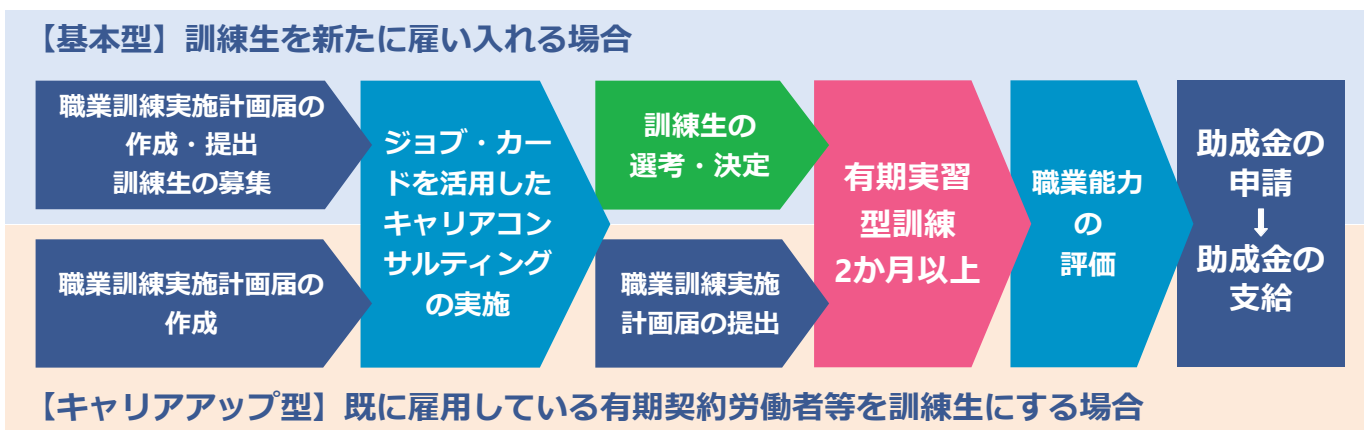 【基本型】訓練生を新たに雇い入れる場合
職業訓練実施計画届の
作成・提出
訓練生の募集
職業訓練実施計画届の
作成
ジョブ・カー
ドを活用した
キャリアコン
サルティング
の実施
訓練生の
選考・決定
職業訓練実施
計画届の提出
有期実習
型訓練
2か月以上
職業能力
の
評価
助成金の
申請
⬇
助成金の
支給
【キャリアアップ型】既に雇用している有期契約労働者等を訓練生にする場合